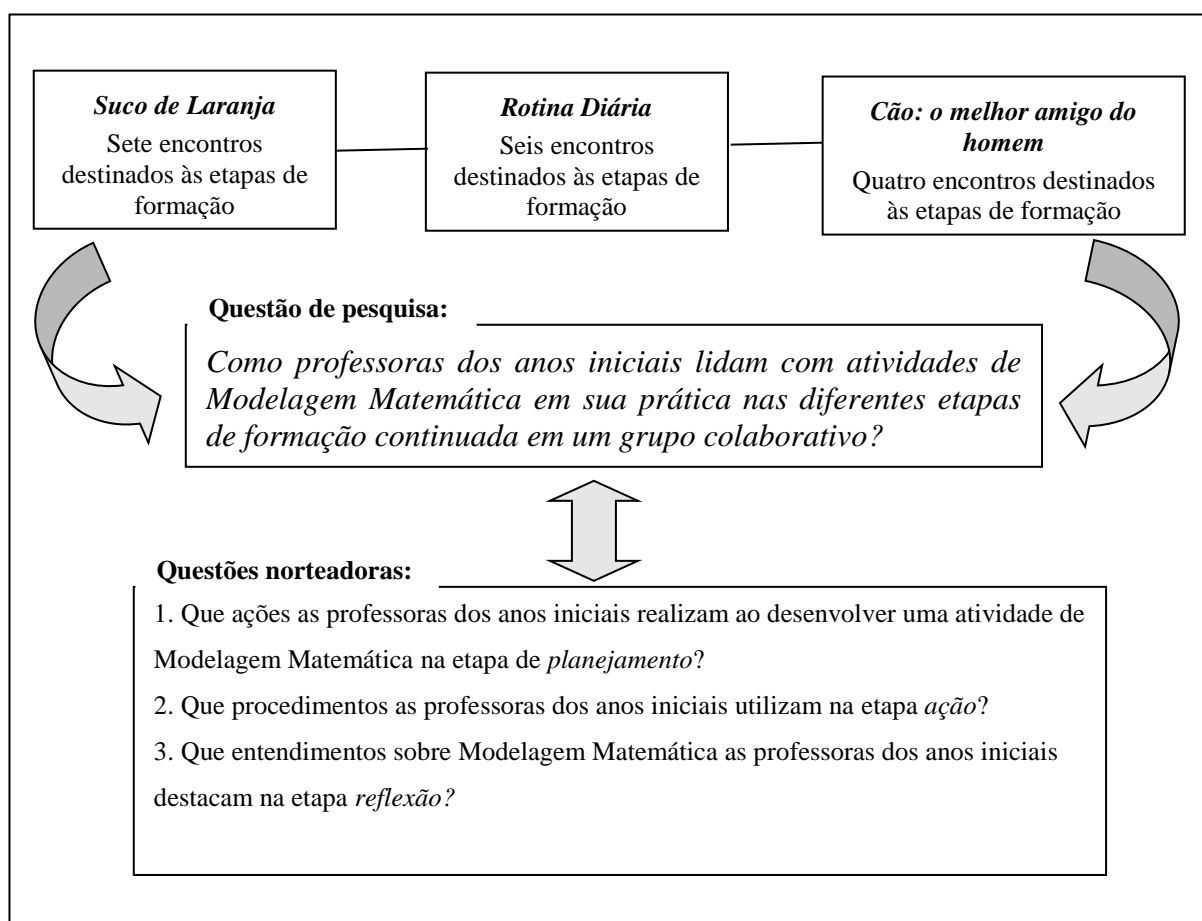 Suco de Laranja
Sete encontros
destinados às etapas de
formação
Rotina Diária
Seis encontros
destinados às etapas de
formação
Cão: o melhor amigo do
homem
Quatro encontros destinados
às etapas de formação
Questão de pesquisa:
Como professoras dos anos iniciais lidam com atividades de
Modelagem Matemática em sua prática nas diferentes etapas
de formação continuada em um grupo colaborativo?
Questões norteadoras:
1. Que ações as professoras dos anos iniciais realizam ao desenvolver uma atividade de
Modelagem Matemática na etapa de planejamento?
2. Que procedimentos as professoras dos anos iniciais utilizam na etapa ação?
3. Que entendimentos sobre Modelagem Matemática as professoras dos anos iniciais
destacam na etapa reflexão?